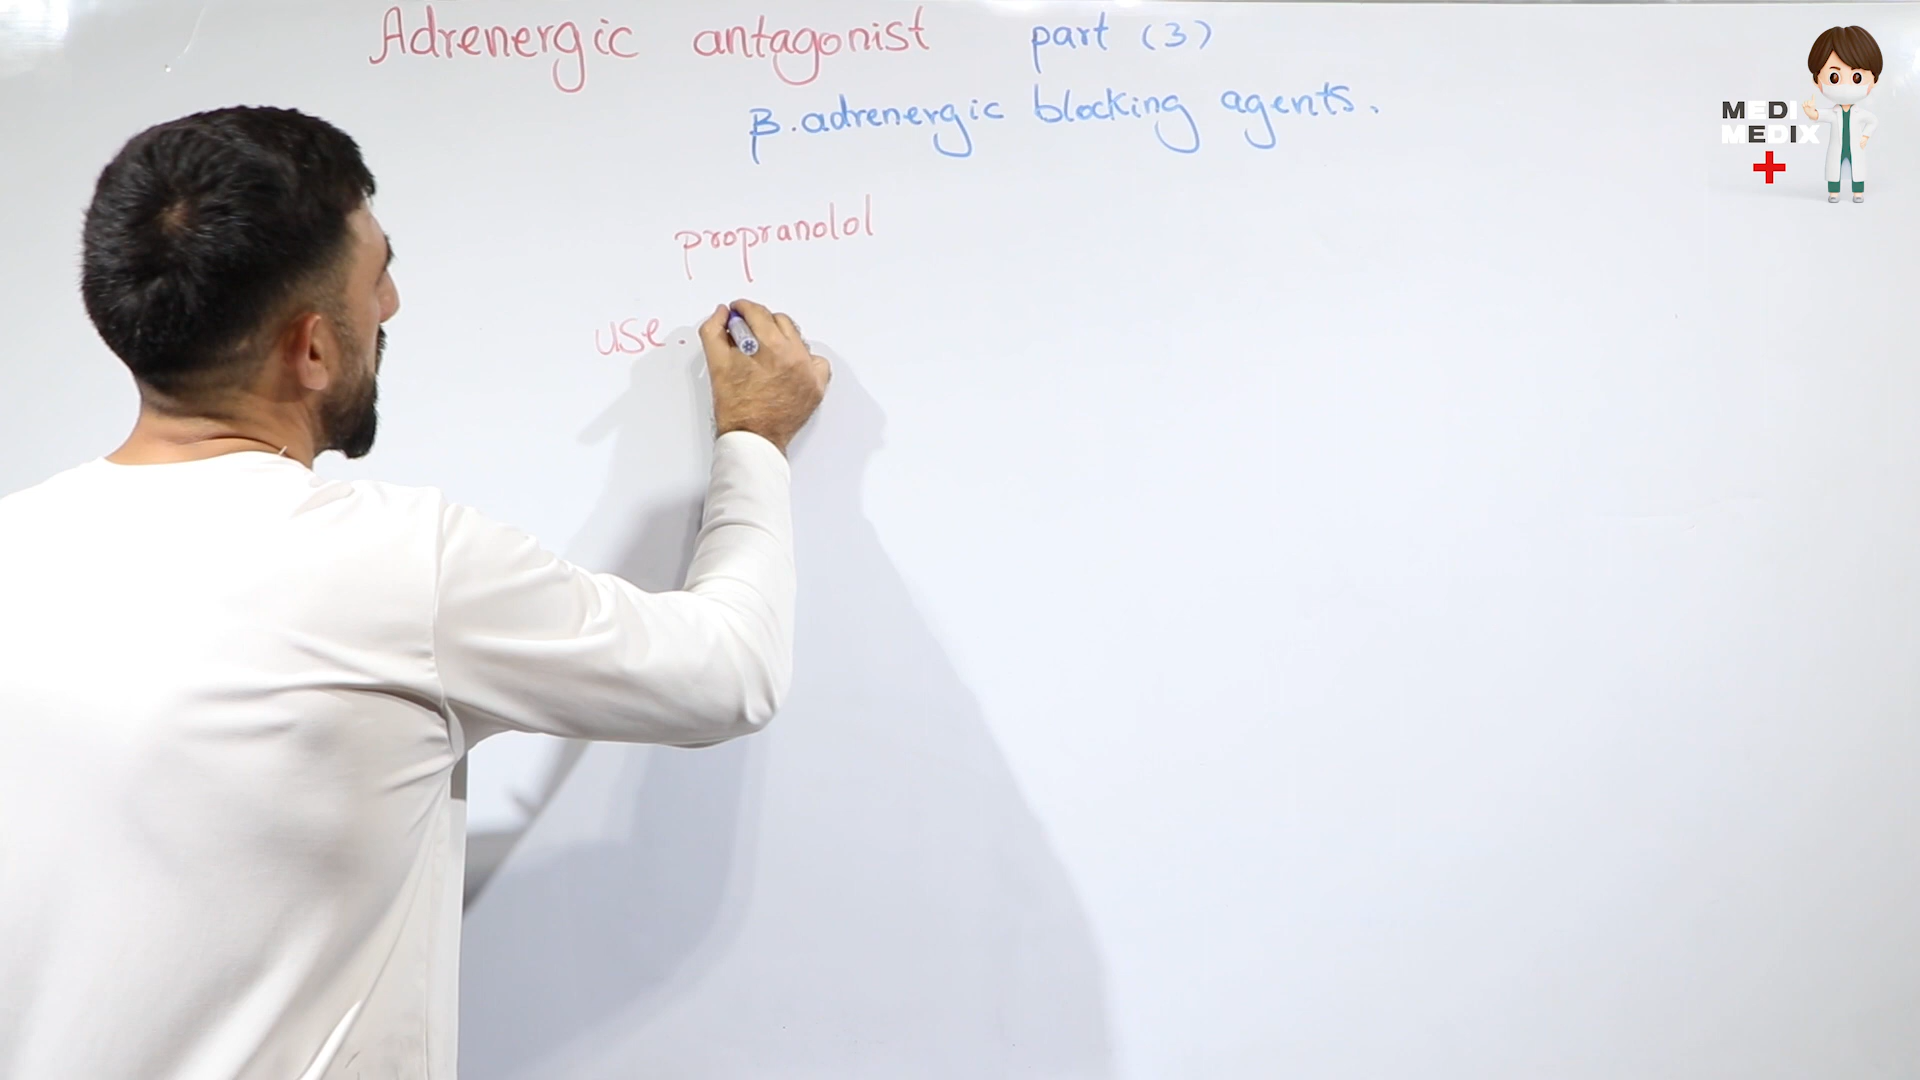 Adrenergic antagonist part (3)
β.adrenergic blocking agents.
MEDI
MEDIX
propranolol
use.